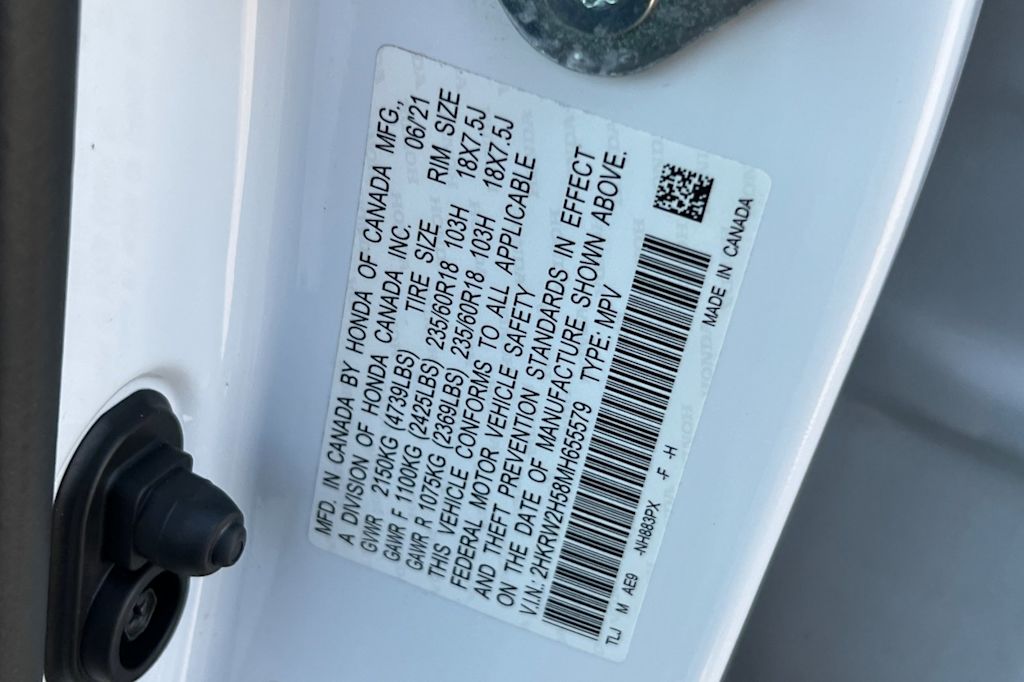 MFD. IN CANADA BY HONDA OF CANADA MFG.,
A DIVISION OF HONDA CANADA INC. 06/21
GVWR 2150KG (4739LBS) TIRE SIZE RIM SIZE
GAWR F 1100KG (2425LBS) 235/60R18 103H 18X7.5J
GAWR R 1075KG (2369LBS) 235/60R18 103H 18X7.5J
THIS VEHICLE CONFORMS TO ALL APPLICABLE
FEDERAL MOTOR VEHICLE SAFETY
AND THEFT PREVENTION STANDARDS IN EFFECT
ON THE DATE OF MANUFACTURE SHOWN ABOVE.
V.I.N.: 2HKRW2H58MH655579 TYPE: MPV
TLJ M AE9 -NH883PX -F -H MADE IN CANADA